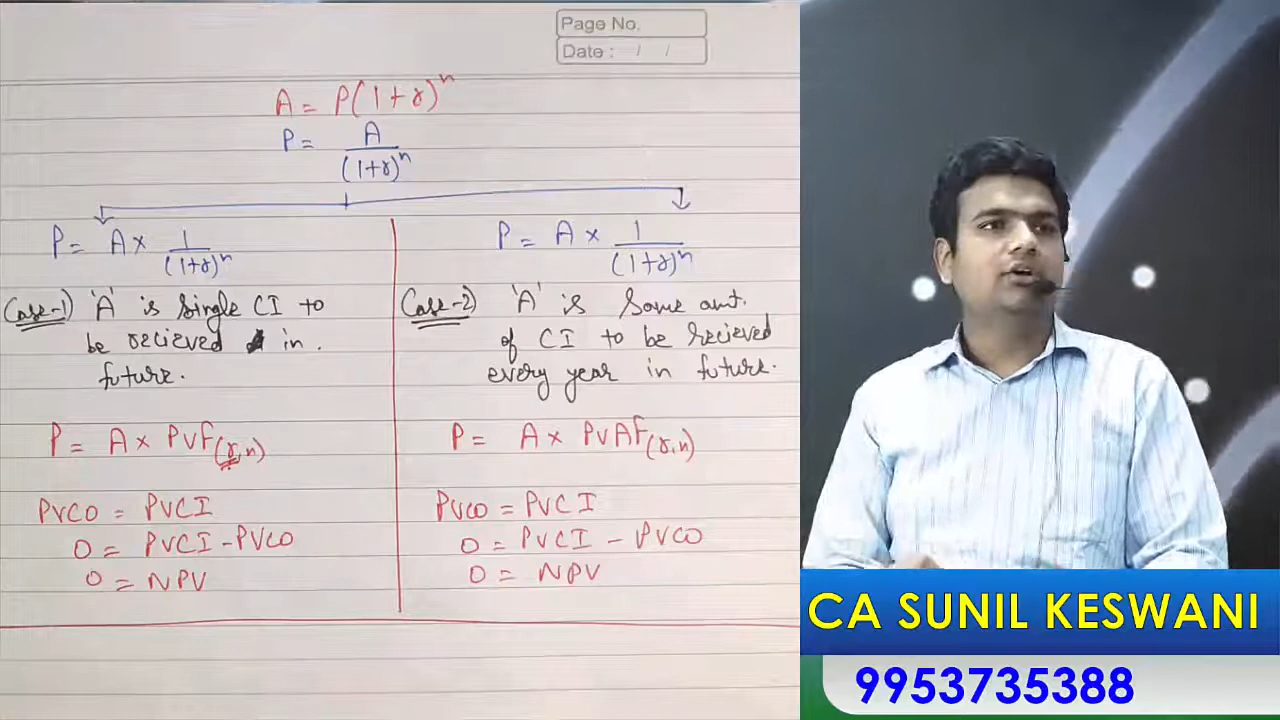 Page No.
Date : / /
A = P(1+r)^n
P = A/(1+r)^n
P = A × 1/(1+r)^n
Case-1) 'A' is single CI to
be recieved in.
future.
P = A × PVF(r,n)
PVCO = PVCI
0 = PVCI - PVCO
0 = NPV
P = A × 1/(1+r)^n
Case-2) 'A' is Same amt.
of CI to be recieved
every year in future.
P = A × PVAF(r,n)
PVCO = PVCI
0 = PVCI - PVCO
0 = NPV
CA SUNIL KESWANI
9953735388